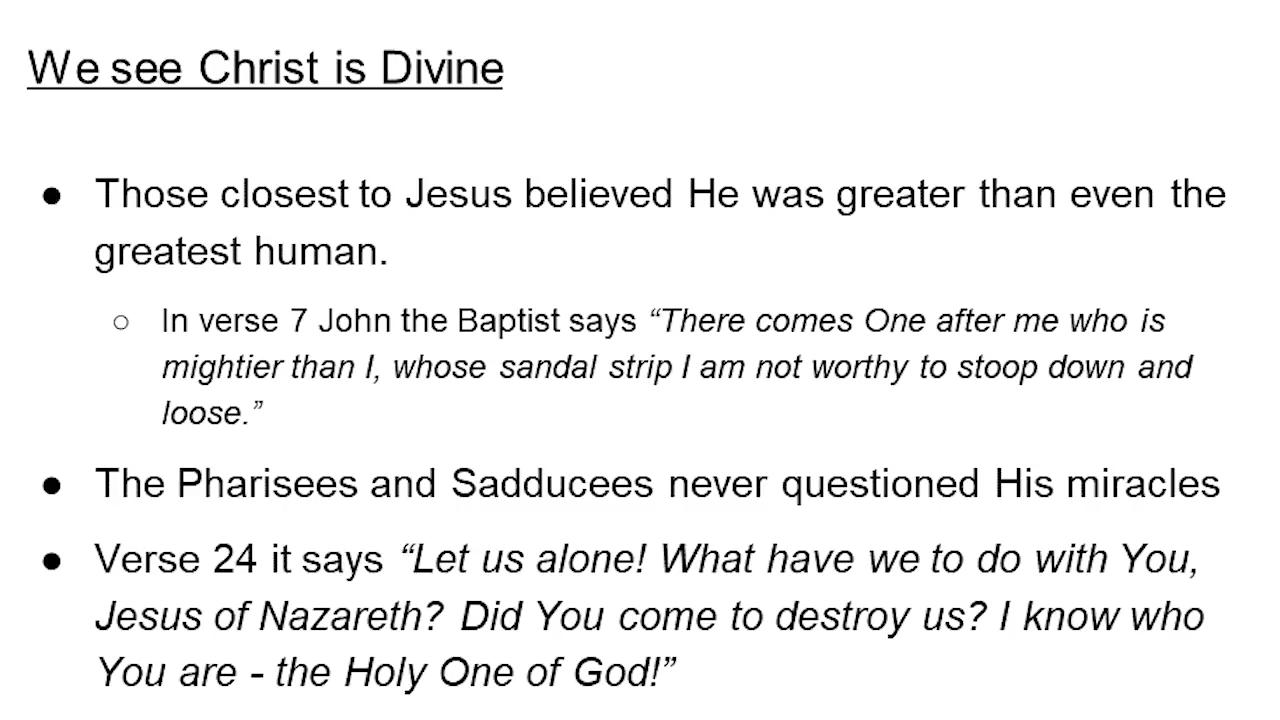 We see Christ is Divine
● Those closest to Jesus believed He was greater than even the
greatest human.
○ In verse 7 John the Baptist says “There comes One after me who is
mightier than I, whose sandal strip I am not worthy to stoop down and
loose.”
● The Pharisees and Sadducees never questioned His miracles
● Verse 24 it says “Let us alone! What have we to do with You,
Jesus of Nazareth? Did You come to destroy us? I know who
You are - the Holy One of God!”